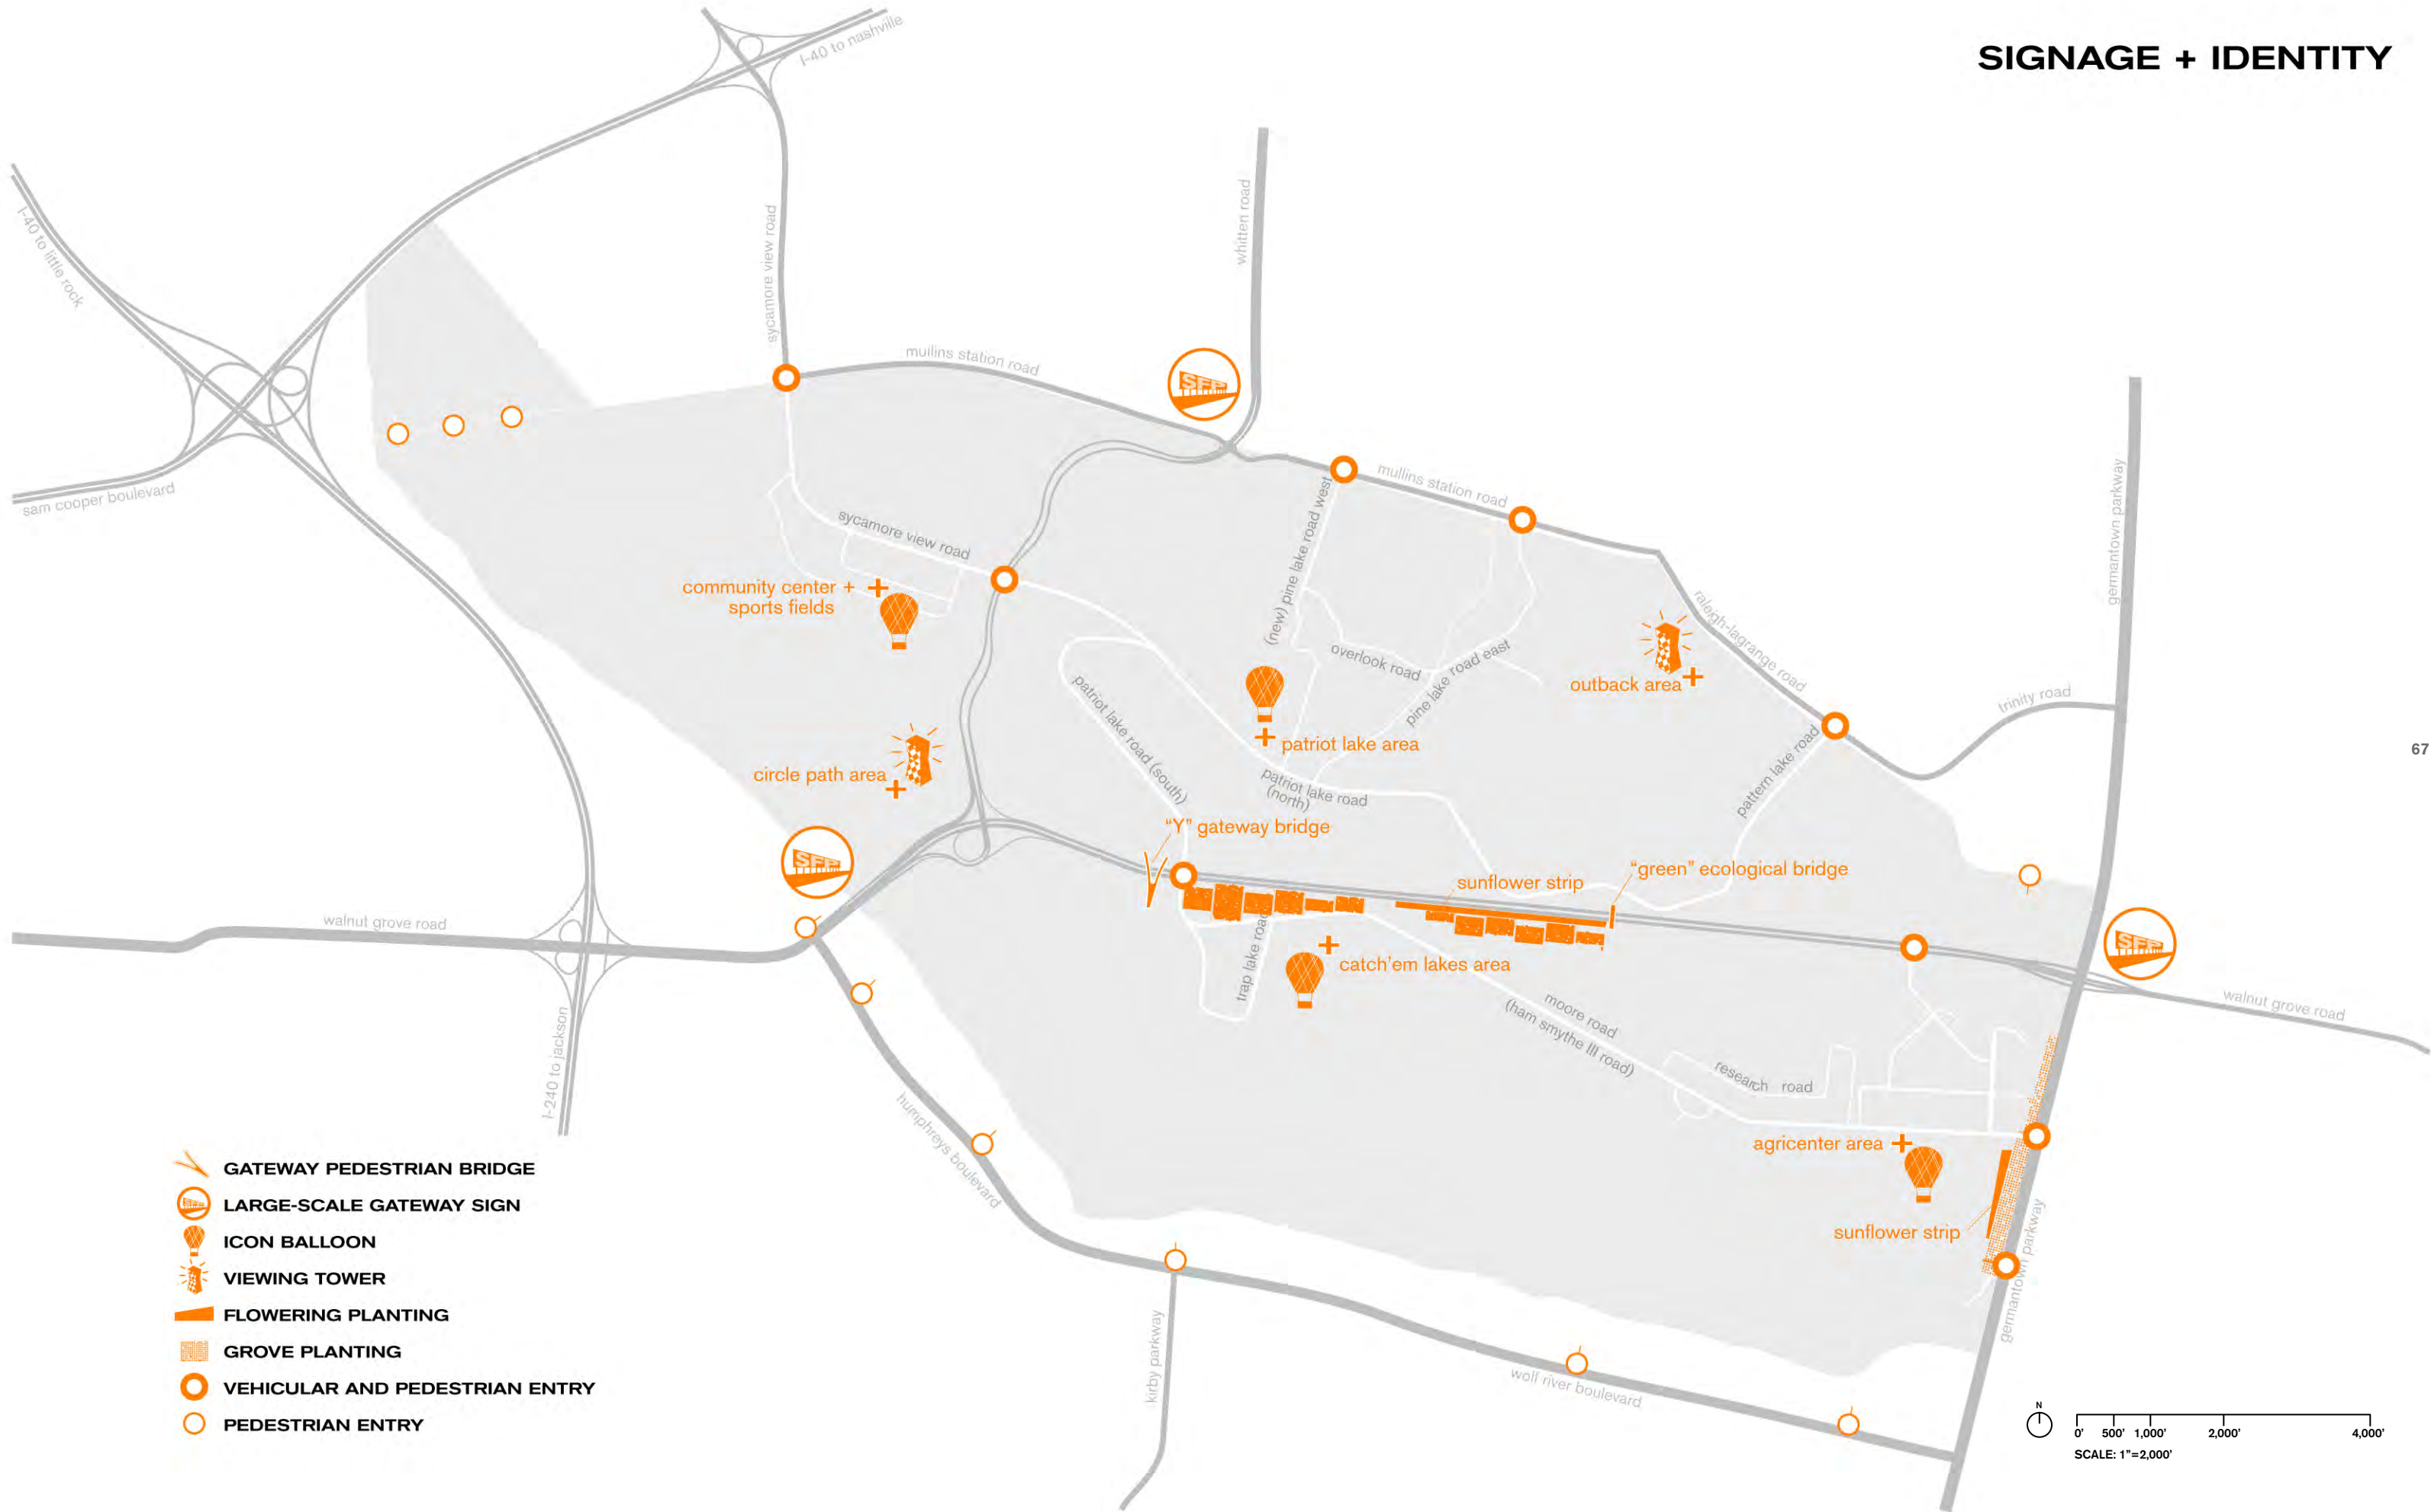 SIGNAGE + IDENTITY
I-40 to nashville
I-40 to little rock
sycamore view road
whitten road
mullins station road
SFP
germantown parkway
sam cooper boulevard
mullins station road
(new) pine lake road west
sycamore view road
community center +
sports fields
raleigh-lagrange road
overlook road
pine lake road east
outback area
trinity road
patriot lake road (south)
patriot lake area
67
circle path area
patriot lake road
(north)
pattern lake road
"Y" gateway bridge
SFP
"green" ecological bridge
sunflower strip
walnut grove road
SFP
trap lake road
catch'em lakes area
moore road
(ham smythe III road)
walnut grove road
I-240 to jackson
research road
humphreys boulevard
agricenter area
sunflower strip
germantown parkway
kirby parkway
wolf river boulevard
GATEWAY PEDESTRIAN BRIDGE
LARGE-SCALE GATEWAY SIGN
ICON BALLOON
VIEWING TOWER
FLOWERING PLANTING
GROVE PLANTING
VEHICULAR AND PEDESTRIAN ENTRY
PEDESTRIAN ENTRY
N
0' 500' 1,000' 2,000' 4,000'
SCALE: 1"=2,000'